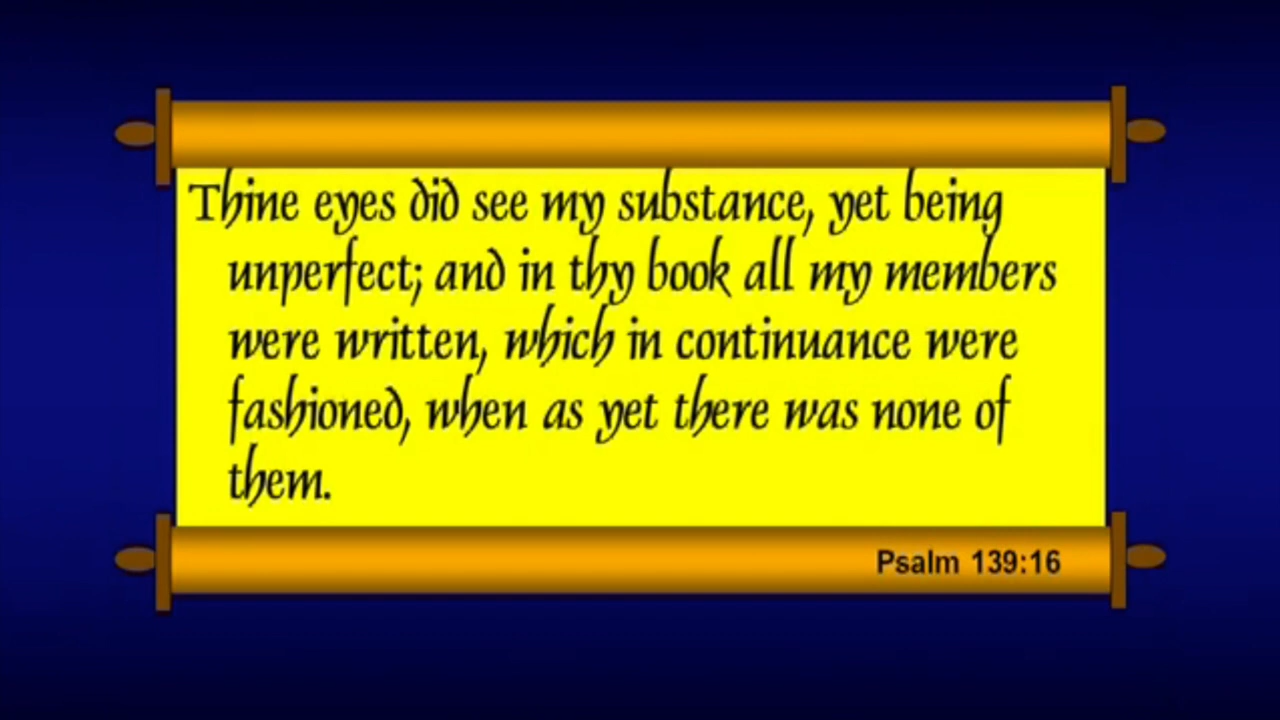 Thine eyes did see my substance, yet being
unperfect; and in thy book all my members
were written, which in continuance were
fashioned, when as yet there was none of
them.
Psalm 139:16